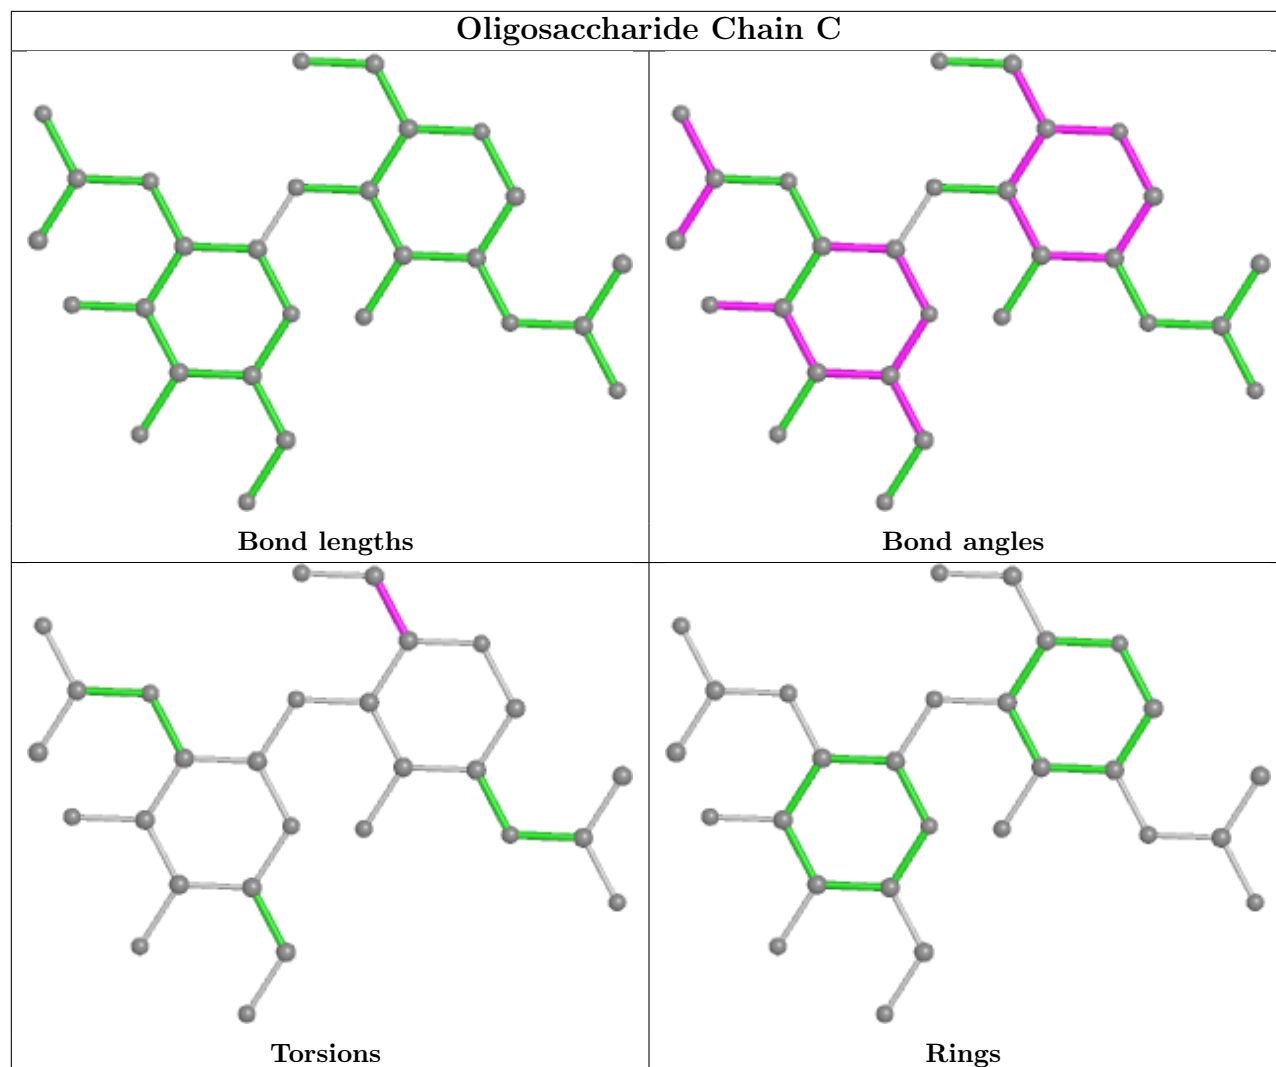 Oligosaccharide Chain C
Bond lengths
Bond angles
Torsions
Rings